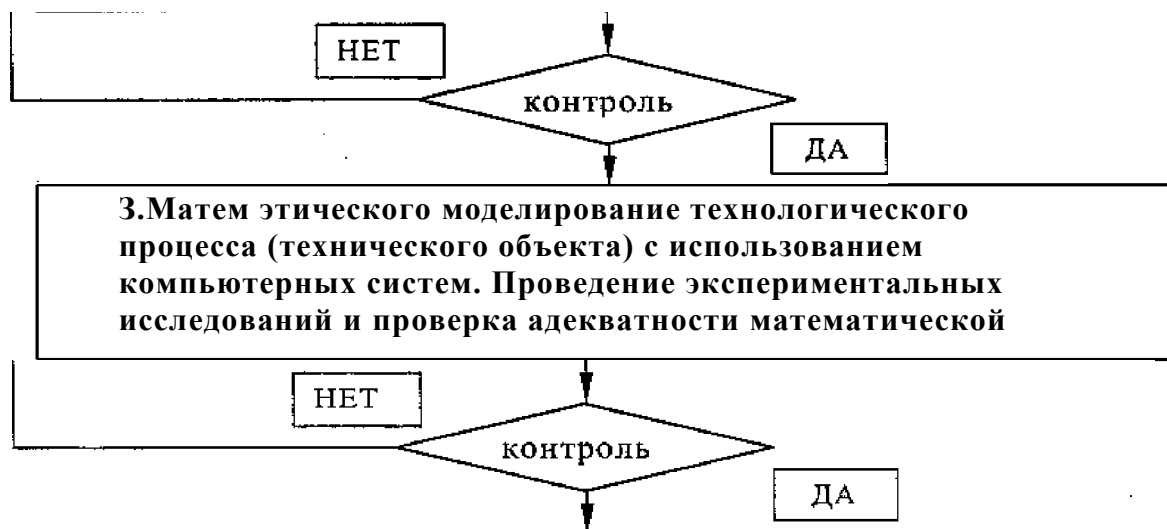 НЕТ
контроль
ДА
3.Матем этического моделирование технологического
процесса (технического объекта) с использованием
компьютерных систем. Проведение экспериментальных
исследований и проверка адекватности математической
НЕТ
контроль
ДА